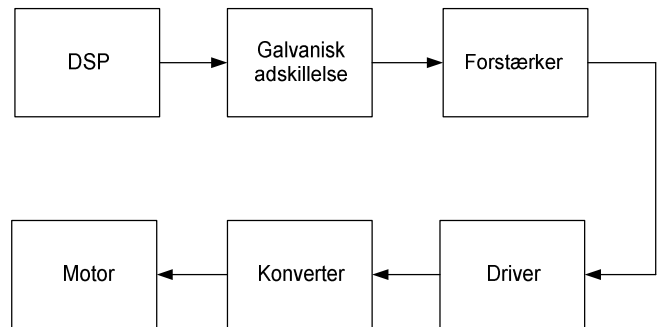 DSP
Galvanisk
adskillelse
Forstærker
Motor
Konverter
Driver